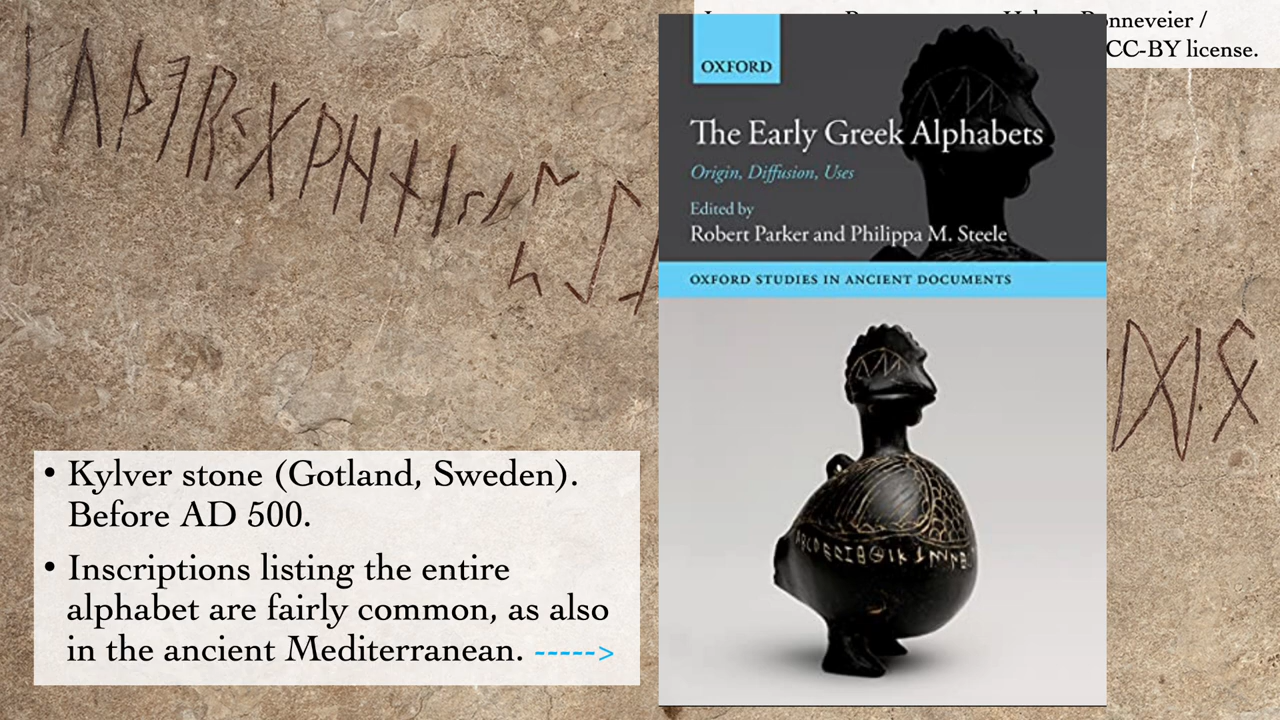 /
CC-BY license.
ᚢᚦᚨᚱᚲᚷᚹᚺᚾᛁᛃ
ᛞᛟ
OXFORD
The Early Greek Alphabets
Origin, Diffusion, Uses
Edited by
Robert Parker and Philippa M. Steele
OXFORD STUDIES IN ANCIENT DOCUMENTS
• Kylver stone (Gotland, Sweden).
Before AD 500.
• Inscriptions listing the entire
alphabet are fairly common, as also
in the ancient Mediterranean. ----->